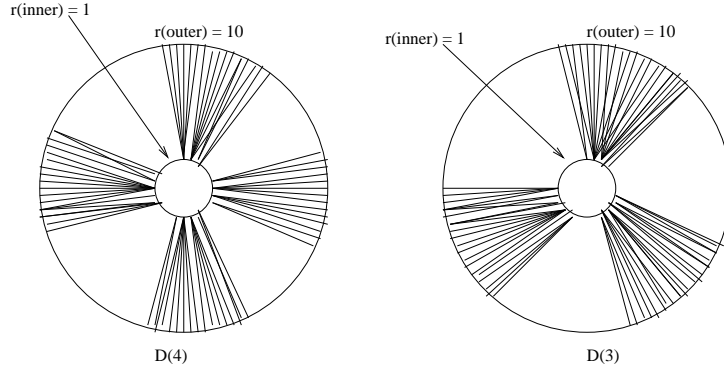 r(inner) = 1
r(outer) = 10
D(4)
r(inner) = 1
r(outer) = 10
D(3)